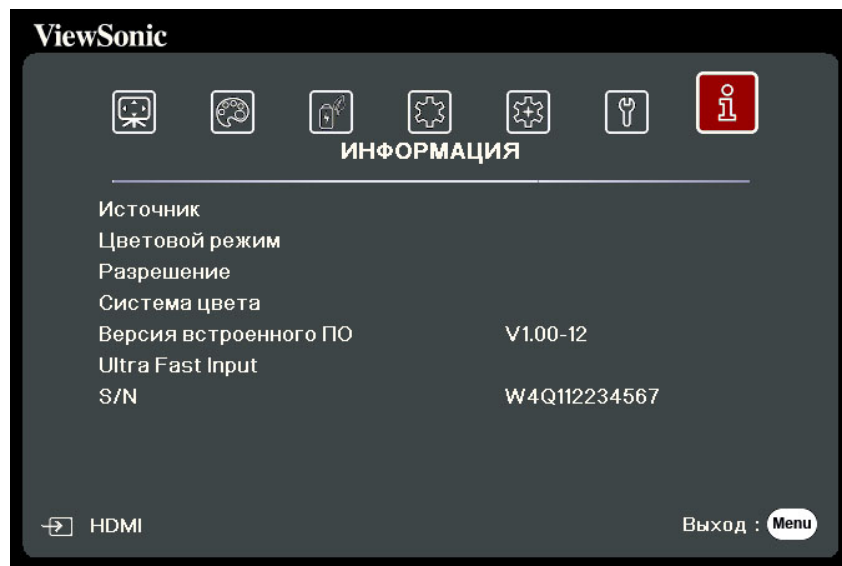 ViewSonic
ИНФОРМАЦИЯ
Источник
Цветовой режим
Разрешение
Система цвета
Версия встроенного ПО V1.00-12
Ultra Fast Input
S/N W4Q112234567
HDMI Выход : Menu